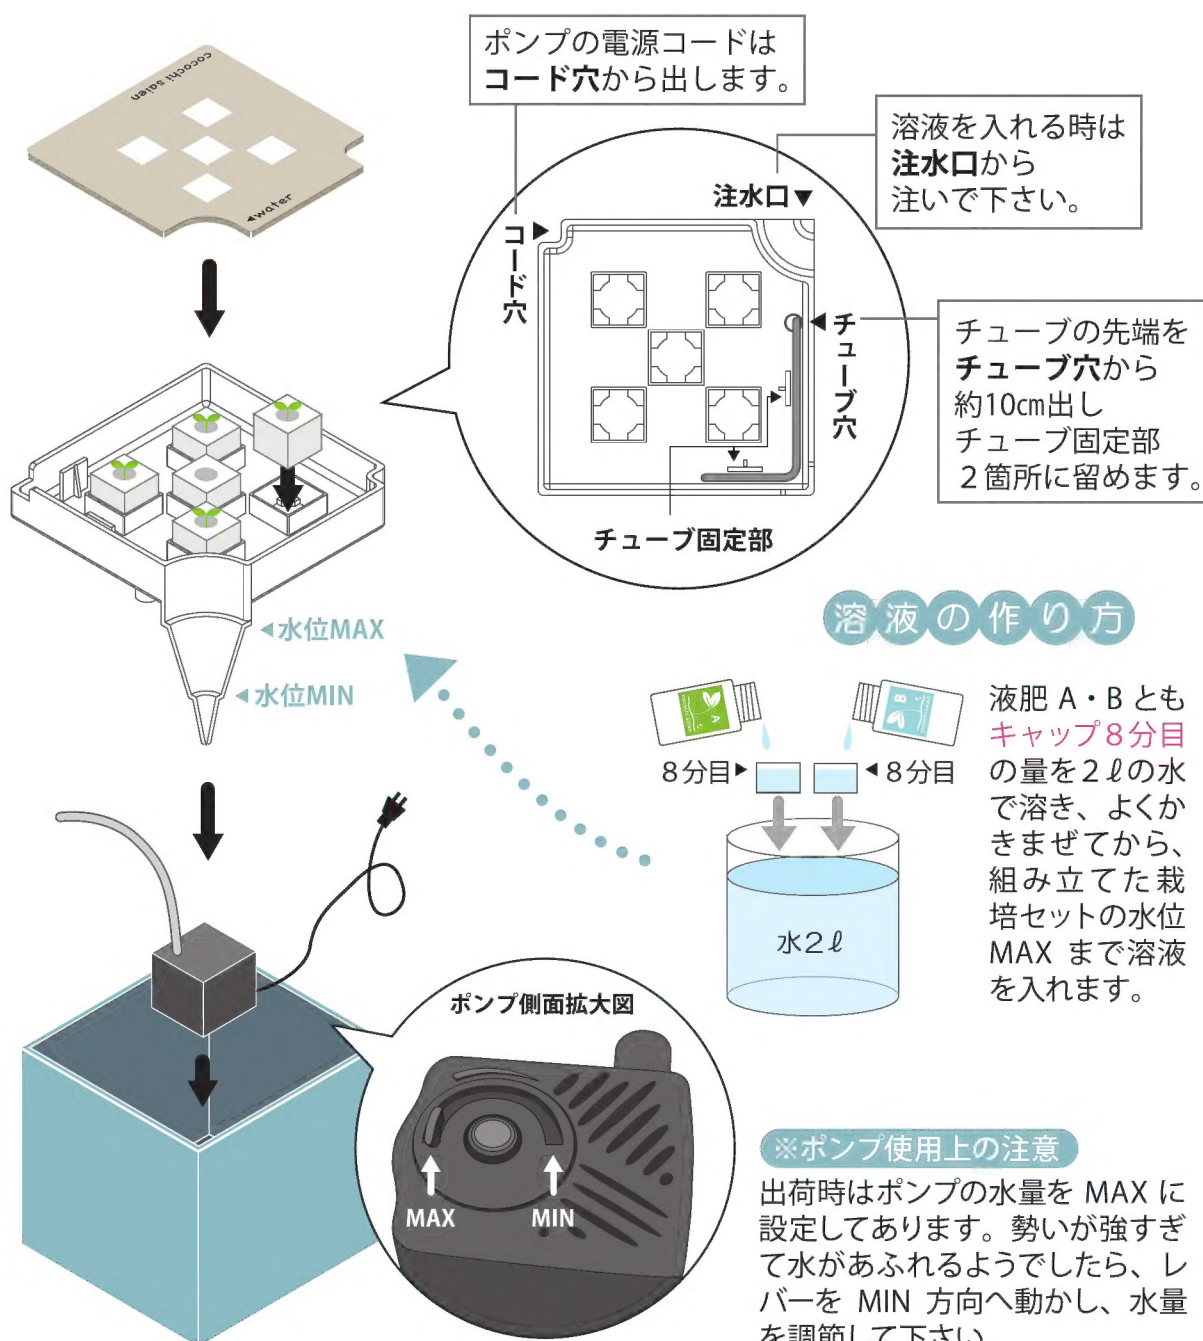 cocochi saien
◀water
ポンプの電源コードは
コード穴から出します。
溶液を入れる時は
注水口から
注いで下さい。
注水口▼
コード穴▶
◀チューブ穴
チューブの先端を
チューブ穴から
約10㎝出し
チューブ固定部
2箇所に留めます。
チューブ固定部
◀水位MAX
◀水位MIN
溶液の作り方
A
B
8分目▶
◀8分目
水2ℓ
液肥 A・B とも
キャップ8分目
の量を2ℓの水
で溶き、よくか
きまぜてから、
組み立てた栽
培セットの水位
MAX まで溶液
を入れます。
ポンプ側面拡大図
MAX
MIN
※ポンプ使用上の注意
出荷時はポンプの水量を MAX に
設定してあります。勢いが強すぎ
て水があふれるようでしたら、レ
バーを MIN 方向へ動かし、水量
を調節して下さい。